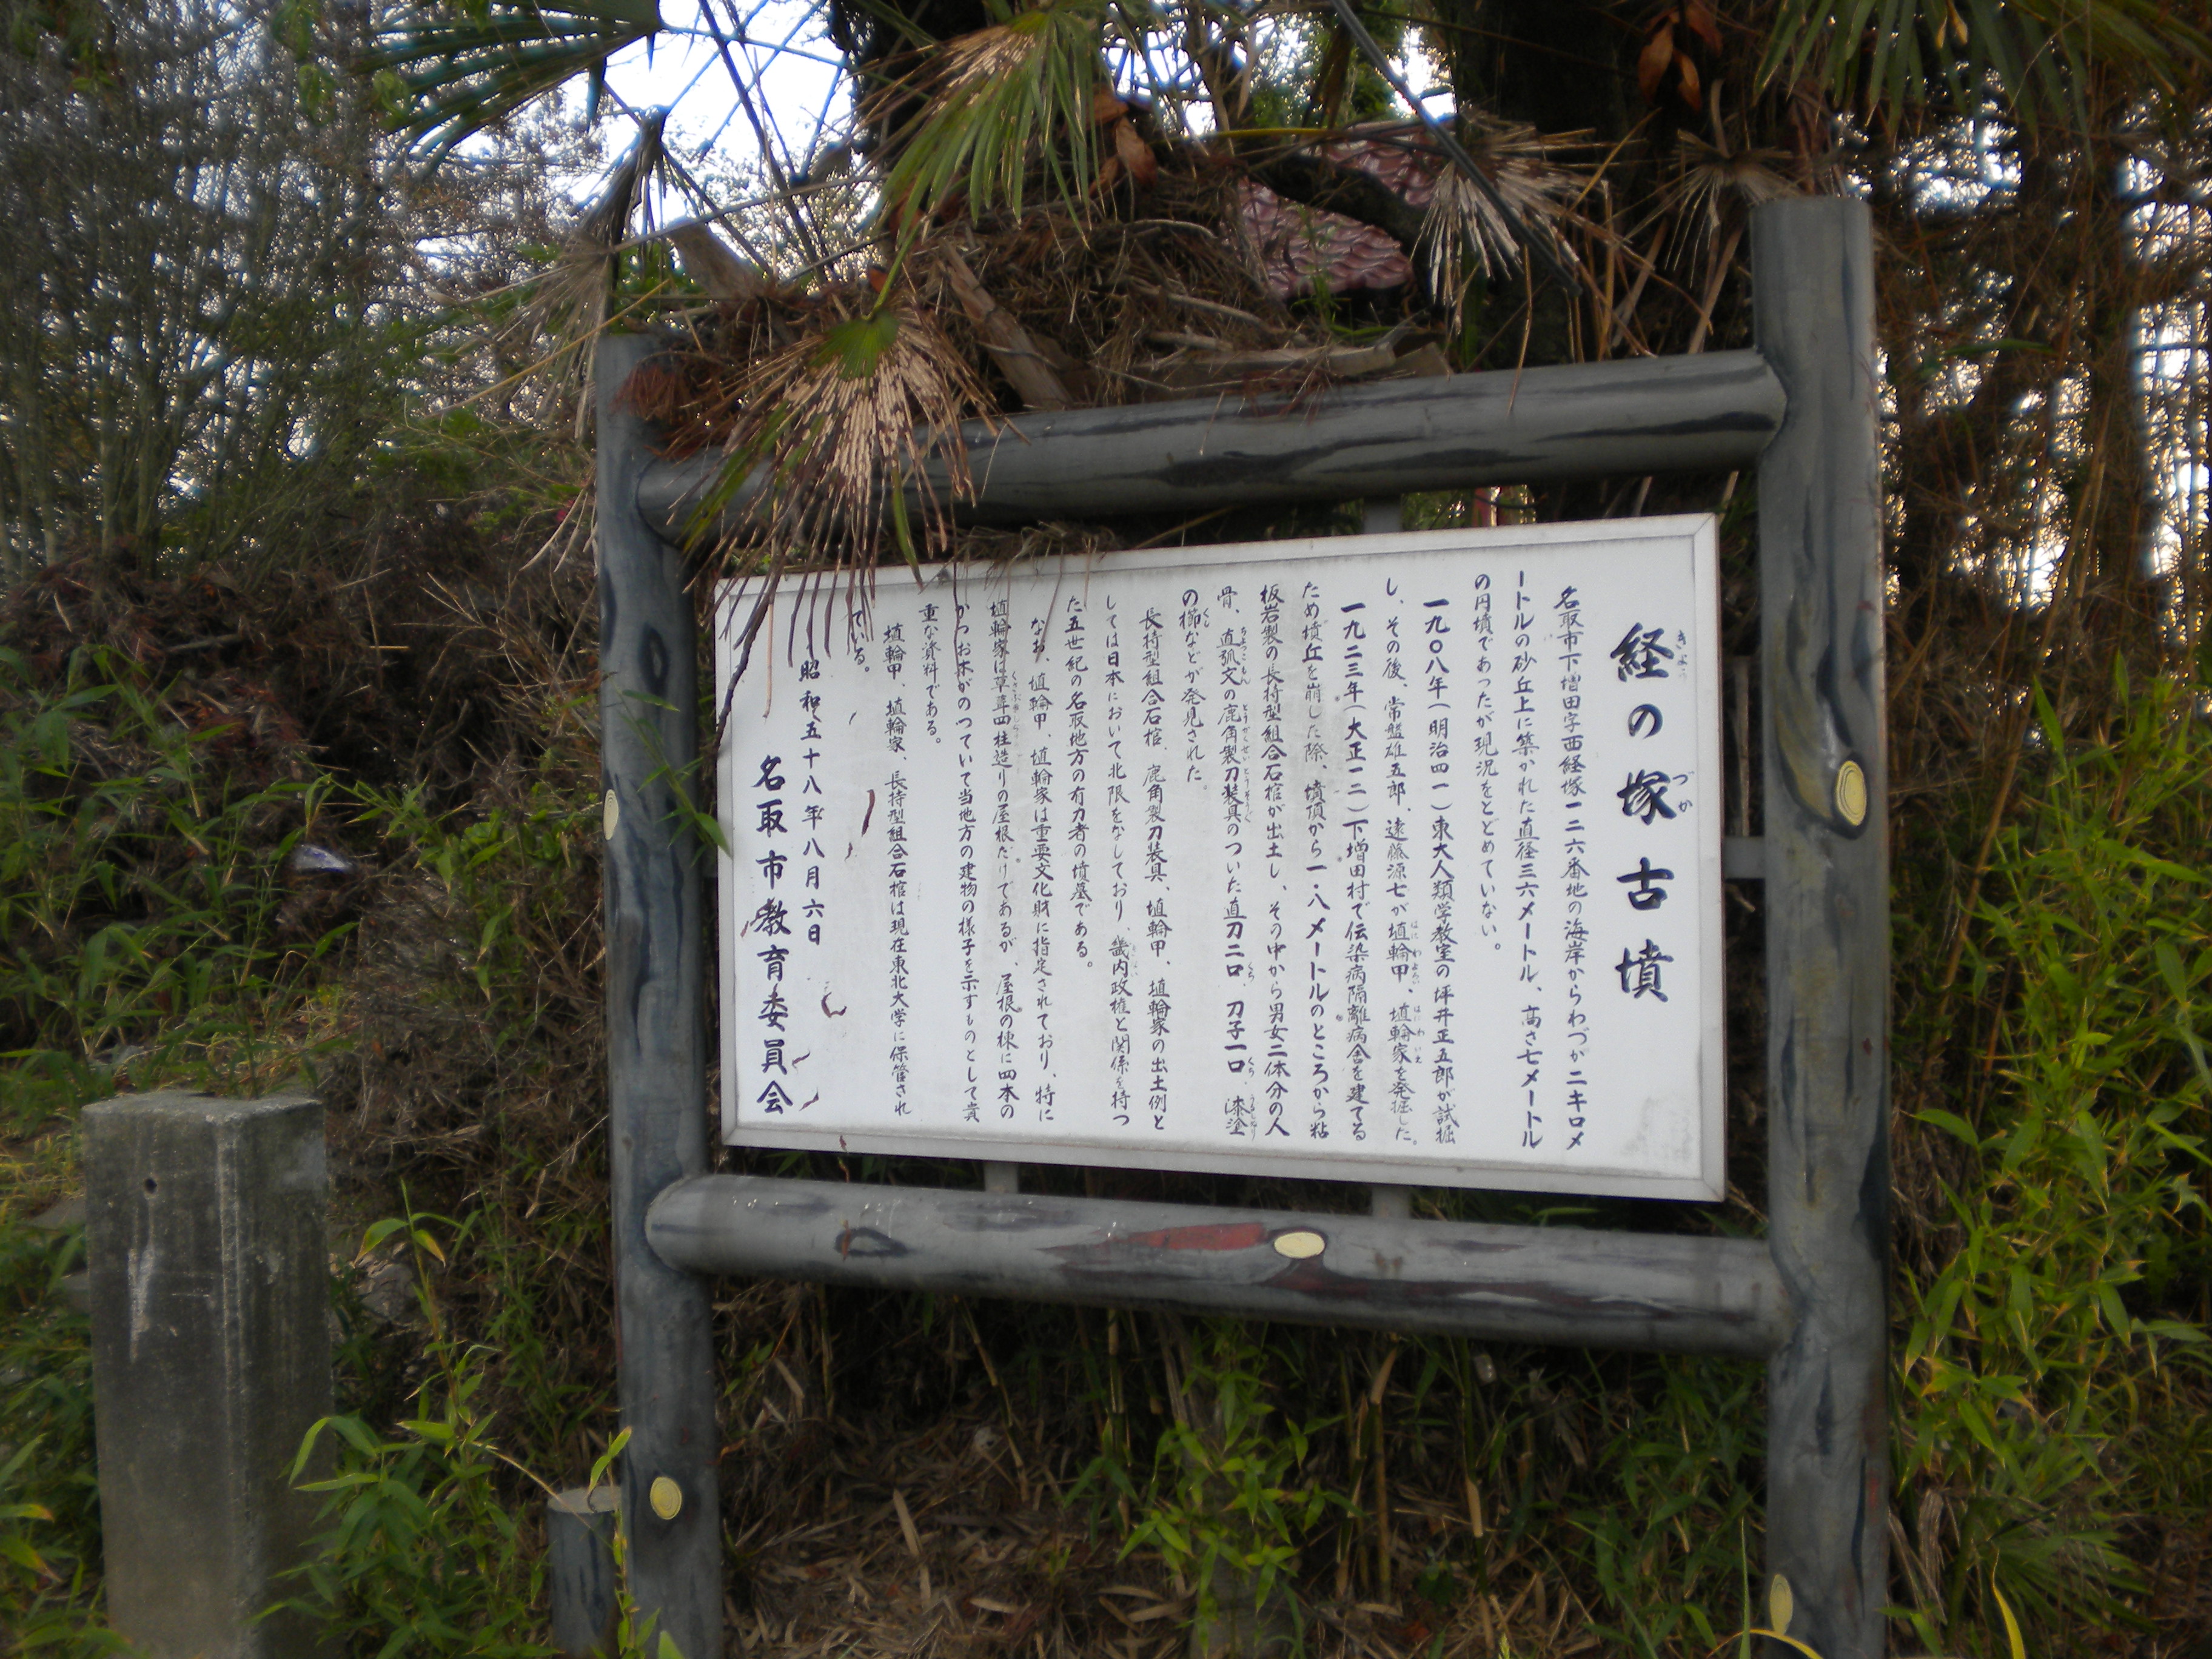 経の塚古墳
名取市下増田字西経塚一二六番地の海岸からわづか二キロメ
ートルの砂丘上に築かれた直径三六メートル、高さ七メートル
の円墳であったが現況をとどめていない。
一九〇八年(明治四一)東大人類学教室の坪井正五郎が試掘
し、その後、常盤雄五郎、遠藤源七が埴輪甲、埴輪家を発掘した。
一九二三年(大正一二)下増田村で伝染病隔離病舎を建てる
ため墳丘を崩した際、墳頂から一.八メートルのところから粘
板岩製の長持型組合石棺が出土し、その中から男女二体分の人
骨、直弧文の鹿角製刀装具のついた直刀二口、刀子一口、漆塗
の櫛などが発見された。
長持型組合石棺、鹿角製刀装具、埴輪甲、埴輪家の出土例と
しては日本において北限をなしており、畿内政権と関係を持つ
た五世紀の名取地方の有力者の墳墓である。
なお、埴輪甲、埴輪家は重要文化財に指定されており、特に
埴輪家は草葺四柱造りの屋根だけであるが、屋根の棟に四本の
かつお木がのっていて当地方の建物の様子を示すものとして貴
重な資料である。
埴輪甲、埴輪家、長持型組合石棺は現在東北大学に保管され
ている。
昭和五十八年八月六日
名取市教育委員会